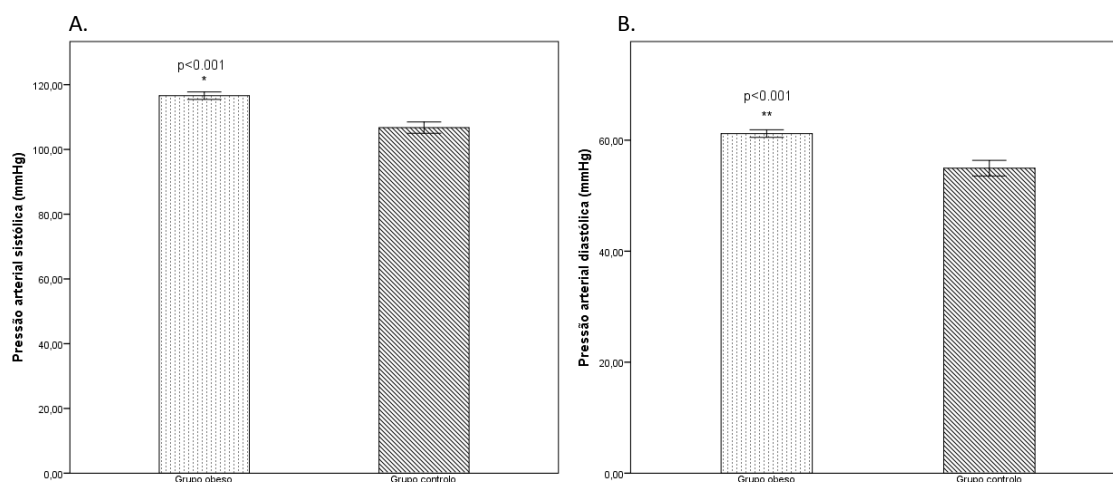 A.
p<0.001
*
120,00
100,00
80,00
60,00
40,00
20,00
0,00
Pressão arterial sistólica (mmHg)
Grupo obeso
Grupo controlo
B.
p<0.001
**
60,00
40,00
20,00
0,00
Pressão arterial diastólica (mmHg)
Grupo obeso
Grupo controlo